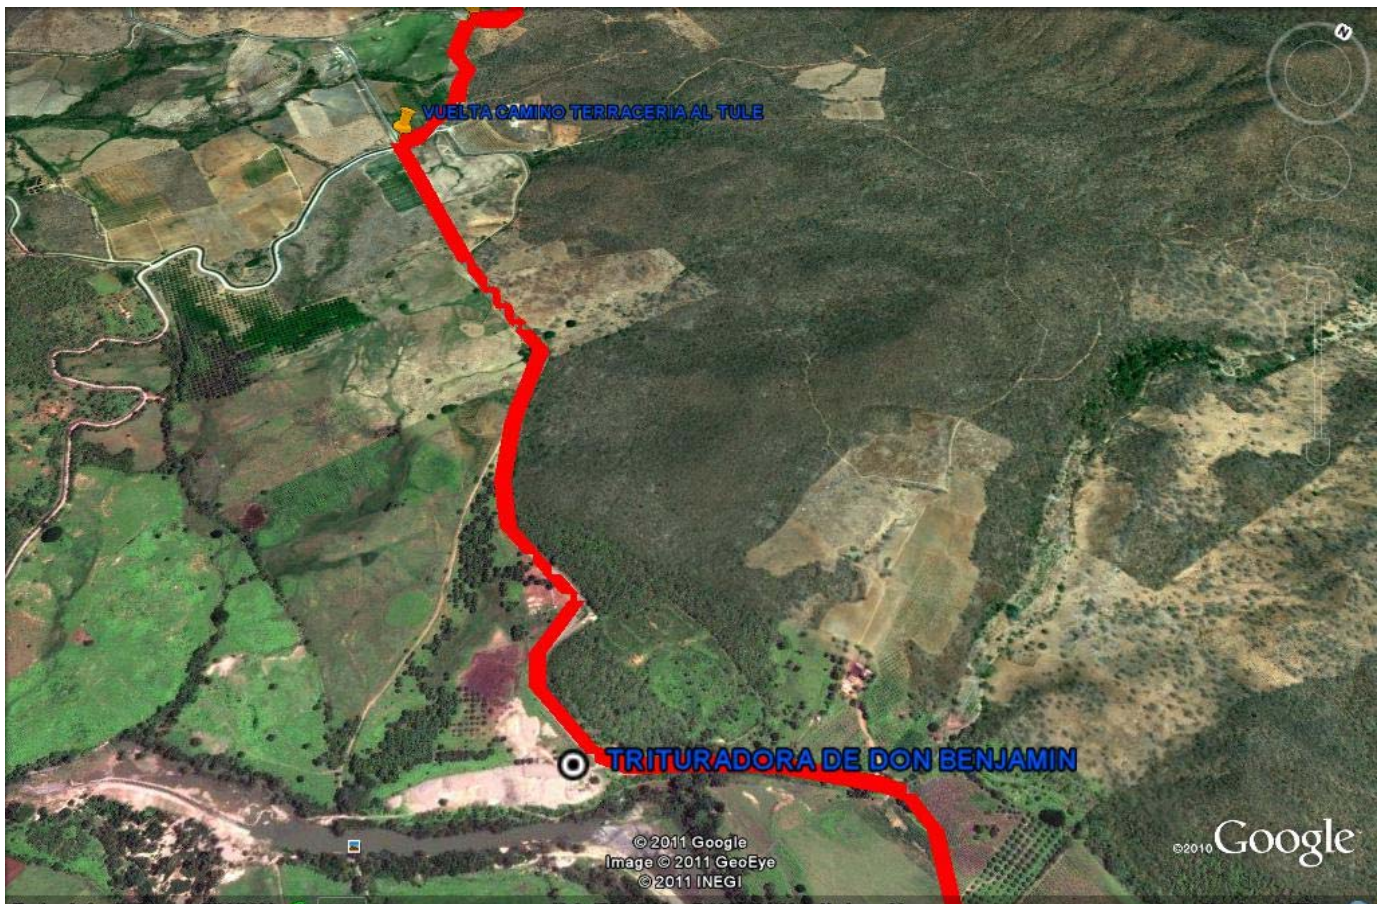 N
VUELTA CAMINO TERRACERIA AL TULE
TRITURADORA DE DON BENJAMIN
© 2011 Google
Image © 2011 GeoEye
© 2011 INEGI
©2010 Google